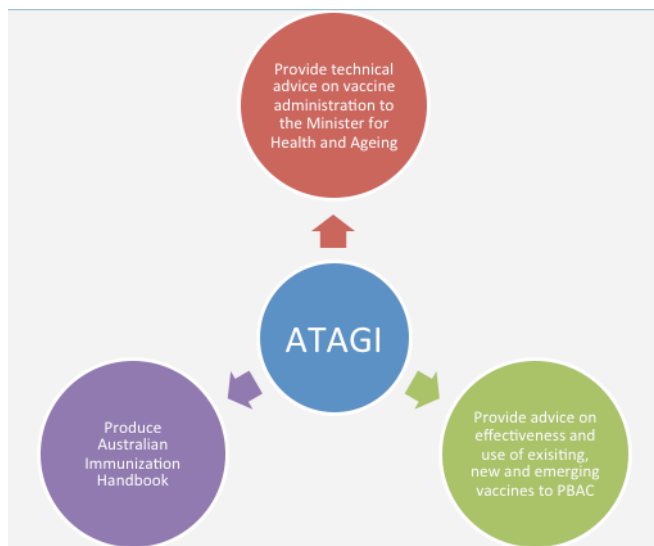 Provide technical
advice on vaccine
administration to
the Minister for
Health and Ageing
ATAGI
Produce
Australian
Immunization
Handbook
Provide advice on
effectiveness and
use of exisiting,
new and emerging
vaccines to PBAC